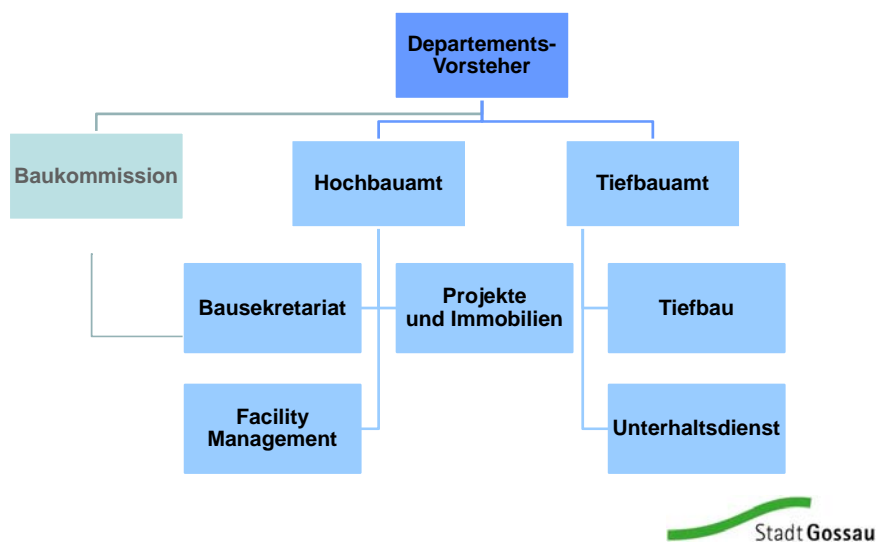 Departements-
Vorsteher
Baukommission
Hochbauamt
Tiefbauamt
Bausekretariat
Projekte
und Immobilien
Tiefbau
Facility
Management
Unterhaltsdienst
Stadt Gossau